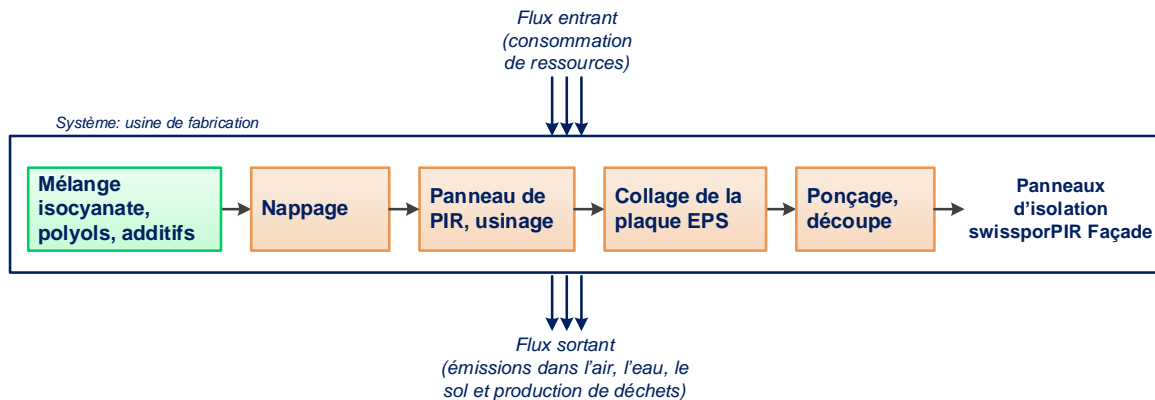 Flux entrant
(consommation
de ressources)
Système: usine de fabrication
Mélange
isocyanate,
polyols, additifs
Nappage
Panneau de
PIR, usinage
Collage de la
plaque EPS
Ponçage,
découpe
Panneaux
d’isolation
swissporPIR Façade
Flux sortant
(émissions dans l’air, l’eau, le
sol et production de déchets)